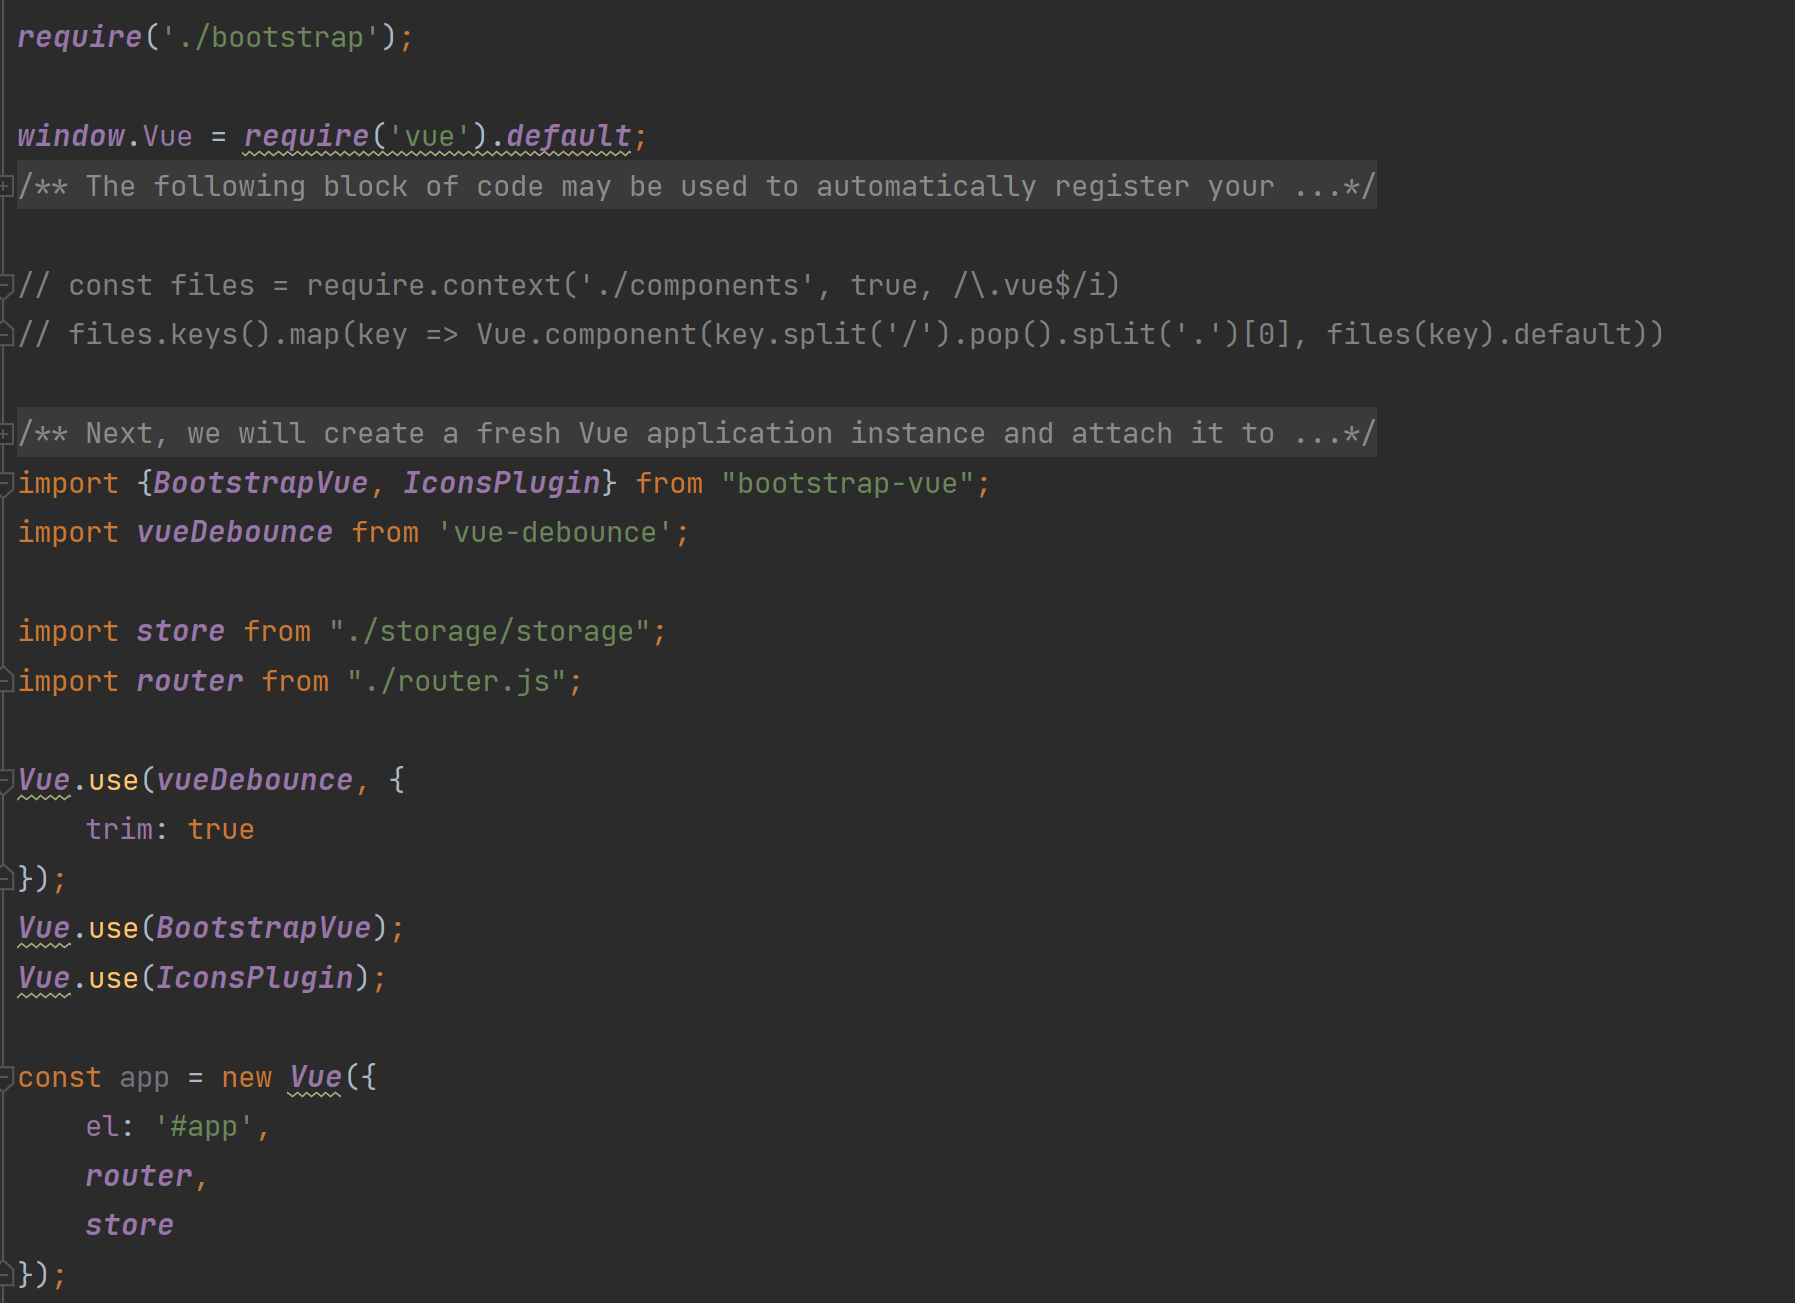 require('./bootstrap');
window.Vue = require('vue').default;
/** The following block of code may be used to automatically register your ...*/
// const files = require.context('./components', true, /\.vue$/i)
// files.keys().map(key => Vue.component(key.split('/').pop().split('.')[0], files(key).default))
/** Next, we will create a fresh Vue application instance and attach it to ...*/
import {BootstrapVue, IconsPlugin} from "bootstrap-vue";
import vueDebounce from 'vue-debounce';
import store from "./storage/storage";
import router from "./router.js";
Vue.use(vueDebounce, {
    trim: true
});
Vue.use(BootstrapVue);
Vue.use(IconsPlugin);
const app = new Vue({
    el: '#app',
    router,
    store
});